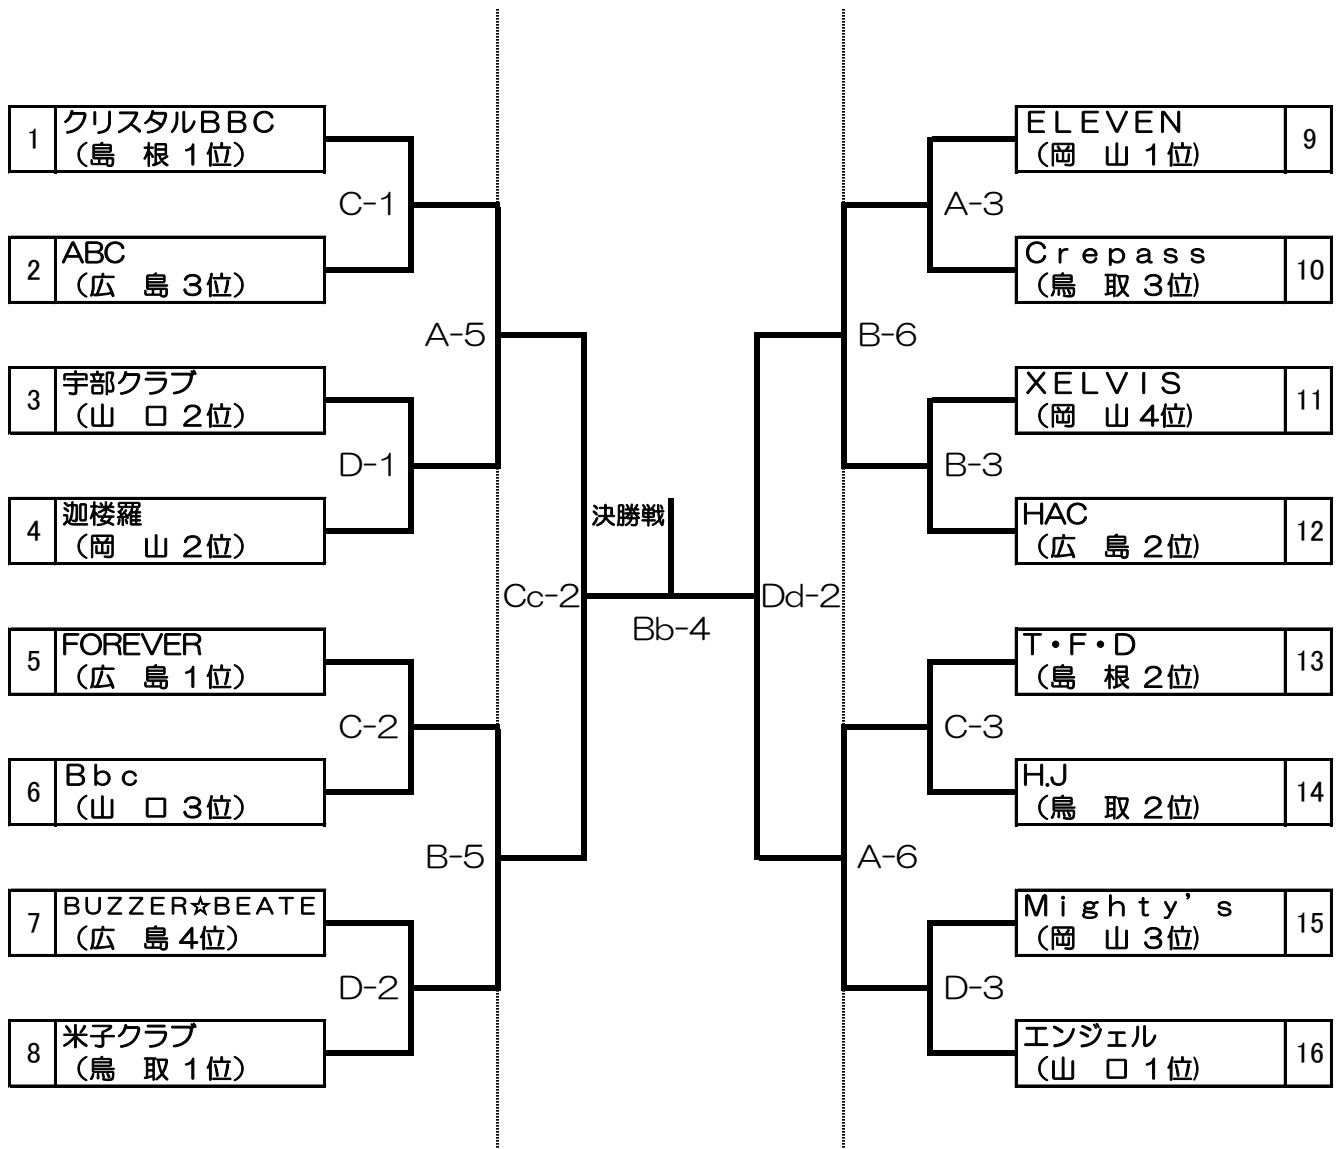 1
クリスタルＢＢＣ
（島　根 1位）
C-1
2
ABC
（広　島 3位）
A-5
3
宇部クラブ
（山　口 2位）
D-1
4
迦楼羅
（岡　山 2位）
Cc-2
5
FOREVER
（広　島 1位）
C-2
6
Ｂｂｃ
（山　口 3位）
B-5
7
ＢＵＺＺＥＲ☆ＢＥＡＴＥ
（広　島 4位）
D-2
8
米子クラブ
（鳥　取 1位）
決勝戦
Bb-4
ＥＬＥＶＥＮ
（岡　山 1位)
9
A-3
Ｃｒｅｐａｓｓ
（鳥　取 3位)
10
B-6
ＸＥＬＶＩＳ
（岡　山 4位)
11
B-3
HAC
（広　島 2位)
12
Dd-2
T・F・D
（島　根 2位)
13
C-3
H.J
（鳥　取 2位)
14
A-6
Ｍｉｇｈｔｙ’ｓ
（岡　山 3位)
15
D-3
エンジェル
（山　口 1位)
16